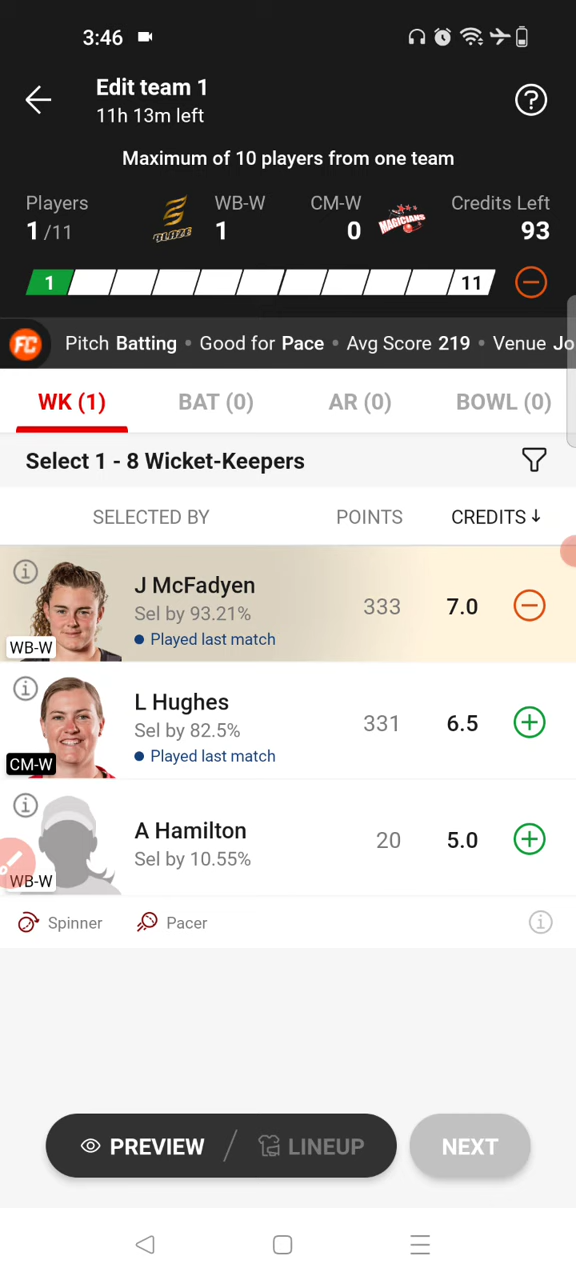 3:46
Edit team 1
11h 13m left
Maximum of 10 players from one team
Players WB-W CM-W Credits Left
1/11 BLAZE 1 0 MAGICIANS 93
1 11
FC Pitch Batting • Good for Pace • Avg Score 219 • Venue Jo
WK (1) BAT (0) AR (0) BOWL (0)
Select 1 - 8 Wicket-Keepers
SELECTED BY POINTS CREDITS ↓
J McFadyen
Sel by 93.21% 333 7.0
Played last match
WB-W
L Hughes
Sel by 82.5% 331 6.5
Played last match
CM-W
A Hamilton 20 5.0
Sel by 10.55%
WB-W
Spinner Pacer
PREVIEW / LINEUP NEXT